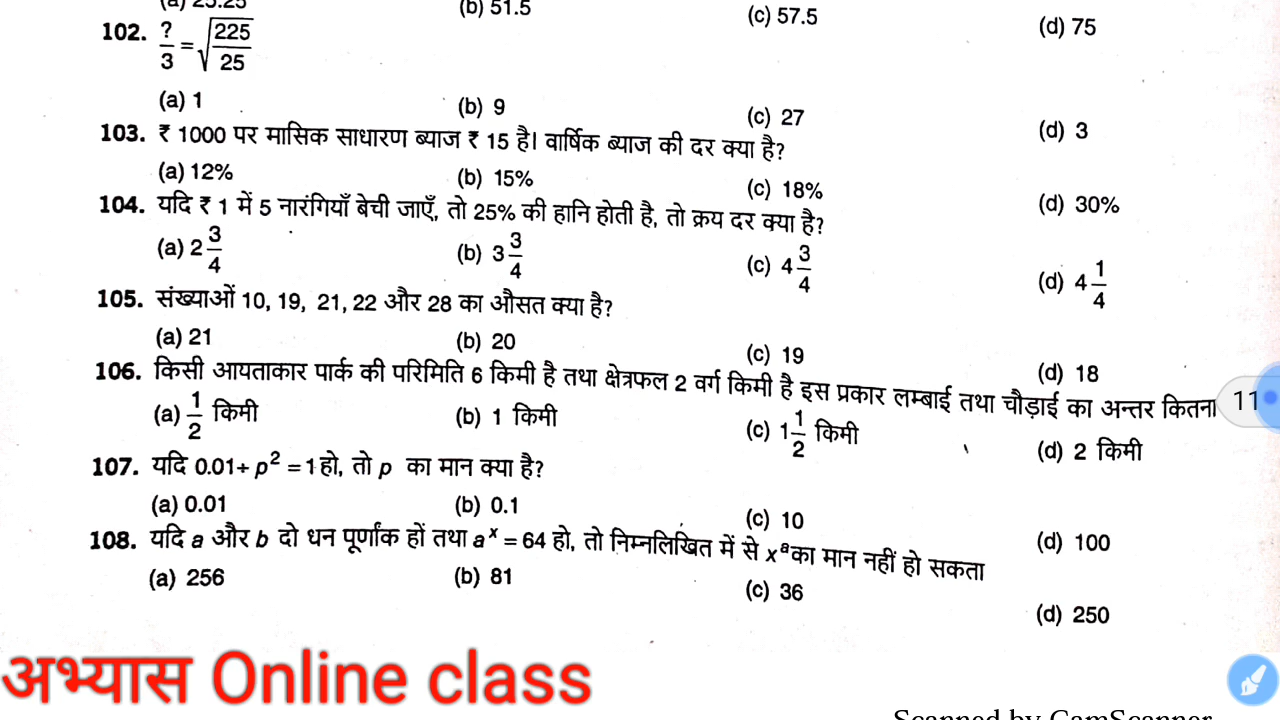 (a) 25.25 (b) 51.5 (c) 57.5 (d) 75
102. ?/3 = √(225/25)
(a) 1 (b) 9 (c) 27 (d) 3
103. ₹ 1000 पर मासिक साधारण ब्याज ₹ 15 है। वार्षिक ब्याज की दर क्या है?
(a) 12% (b) 15% (c) 18% (d) 30%
104. यदि ₹ 1 में 5 नारंगियाँ बेची जाएँ, तो 25% की हानि होती है, तो क्रय दर क्या है?
(a) 2 3/4 (b) 3 3/4 (c) 4 3/4 (d) 4 1/4
105. संख्याओं 10, 19, 21, 22 और 28 का औसत क्या है?
(a) 21 (b) 20 (c) 19 (d) 18
106. किसी आयताकार पार्क की परिमिति 6 किमी है तथा क्षेत्रफल 2 वर्ग किमी है इस प्रकार लम्बाई तथा चौड़ाई का अन्तर कितना 11
(a) 1/2 किमी (b) 1 किमी (c) 1 1/2 किमी (d) 2 किमी
107. यदि 0.01+ p² = 1 हो, तो p का मान क्या है?
(a) 0.01 (b) 0.1 (c) 10 (d) 100
108. यदि a और b दो धन पूर्णांक हों तथा aˣ = 64 हो, तो निम्नलिखित में से xᵃ का मान नहीं हो सकता
(a) 256 (b) 81 (c) 36 (d) 250
अभ्यास Online class
Scanned by CamScanner